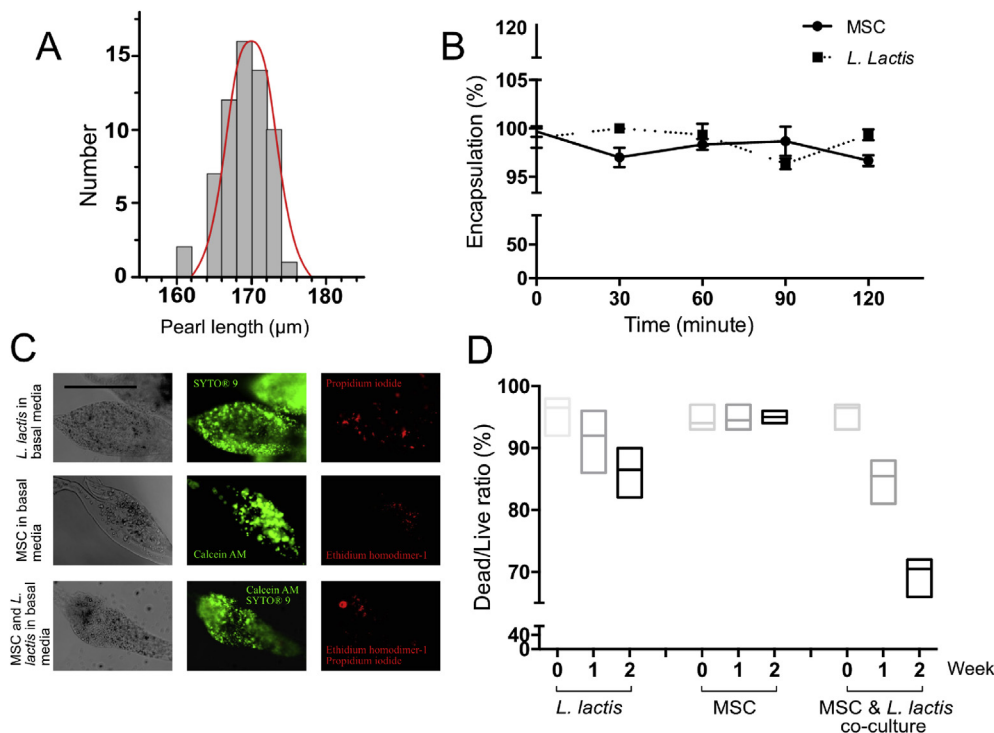 A
15
10
5
0
Number
160 170 180
Pearl length (µm)
B
MSC
L. Lactis
120
105
100
95
50
0
Encapsulation (%)
0 30 60 90 120
Time (minute)
C
L. lactis in
basal media
SYTO® 9
Propidium iodide
MSC in basal
media
Calcein AM
Ethidium homodimer-1
MSC and L.
lactis in basal
media
Calcein AM
SYTO® 9
Ethidium homodimer-1
Propidium iodide
D
100
90
80
70
40
0
Dead/Live ratio (%)
0 1 2 0 1 2 0 1 2 Week
L. lactis
MSC
MSC & L. lactis
co-culture